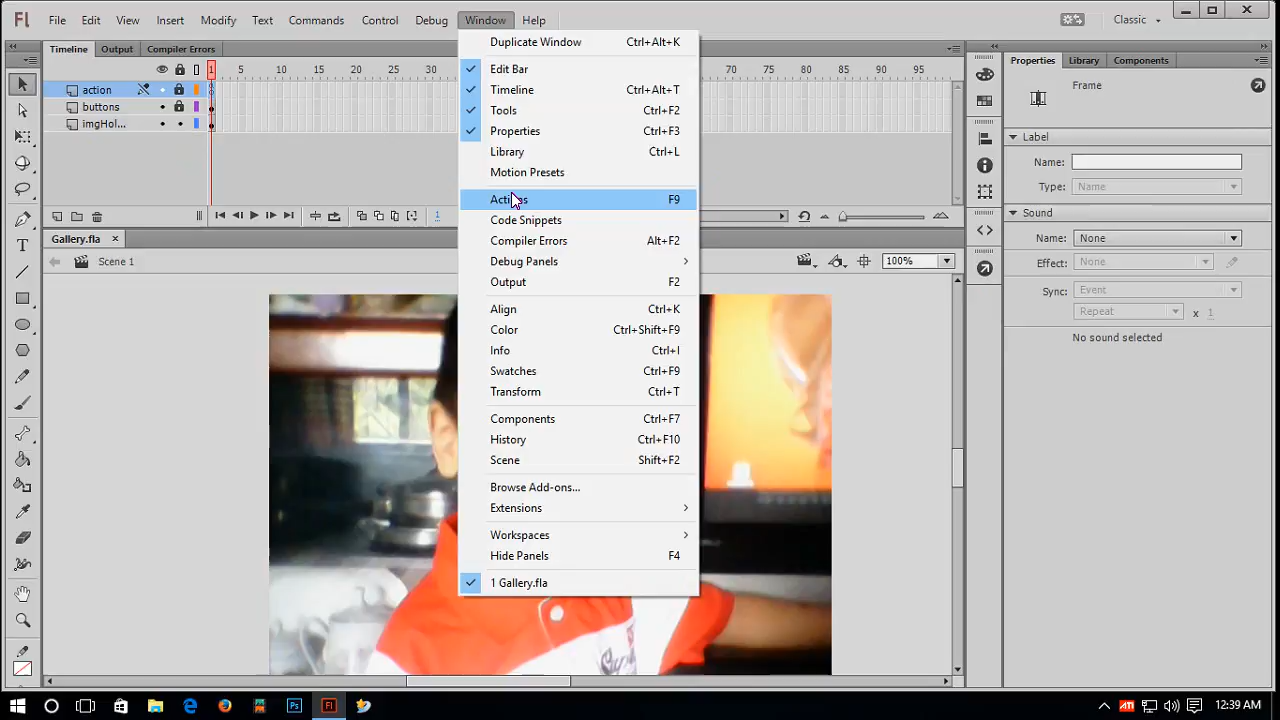 Fl File Edit View Insert Modify Text Commands Control Debug Window Help Classic
Timeline Output Compiler Errors
1 5 10 15 20 25 30 70 75 80 85 90 95
action
buttons
imgHol...
1
Duplicate Window Ctrl+Alt+K
Edit Bar
Timeline Ctrl+Alt+T
Tools Ctrl+F2
Properties Ctrl+F3
Library Ctrl+L
Motion Presets
Actions F9
Code Snippets
Compiler Errors Alt+F2
Debug Panels
Output F2
Align Ctrl+K
Color Ctrl+Shift+F9
Info Ctrl+I
Swatches Ctrl+F9
Transform Ctrl+T
Components Ctrl+F7
History Ctrl+F10
Scene Shift+F2
Browse Add-ons...
Extensions
Workspaces
Hide Panels F4
1 Gallery.fla
Gallery.fla
Scene 1
100%
Properties Library Components
Frame
Label
Name:
Type: Name
Sound
Name: None
Effect: None
Sync: Event
Repeat x 1
No sound selected
Ps Fl 12:39 AM